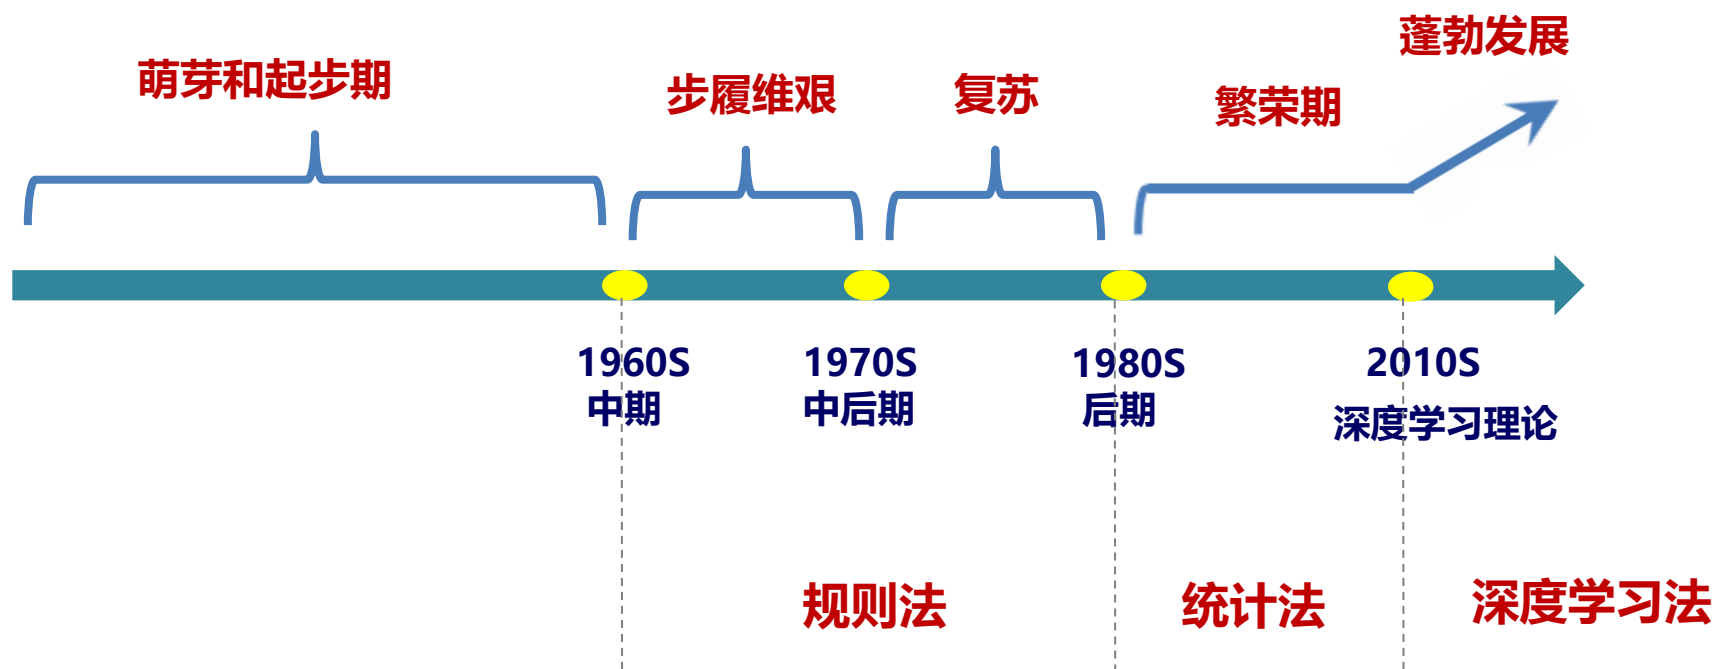 蓬勃发展
萌芽和起步期
步履维艰
复苏
繁荣期
1960S
中期
1970S
中后期
1980S
后期
2010S
深度学习理论
规则法
统计法
深度学习法